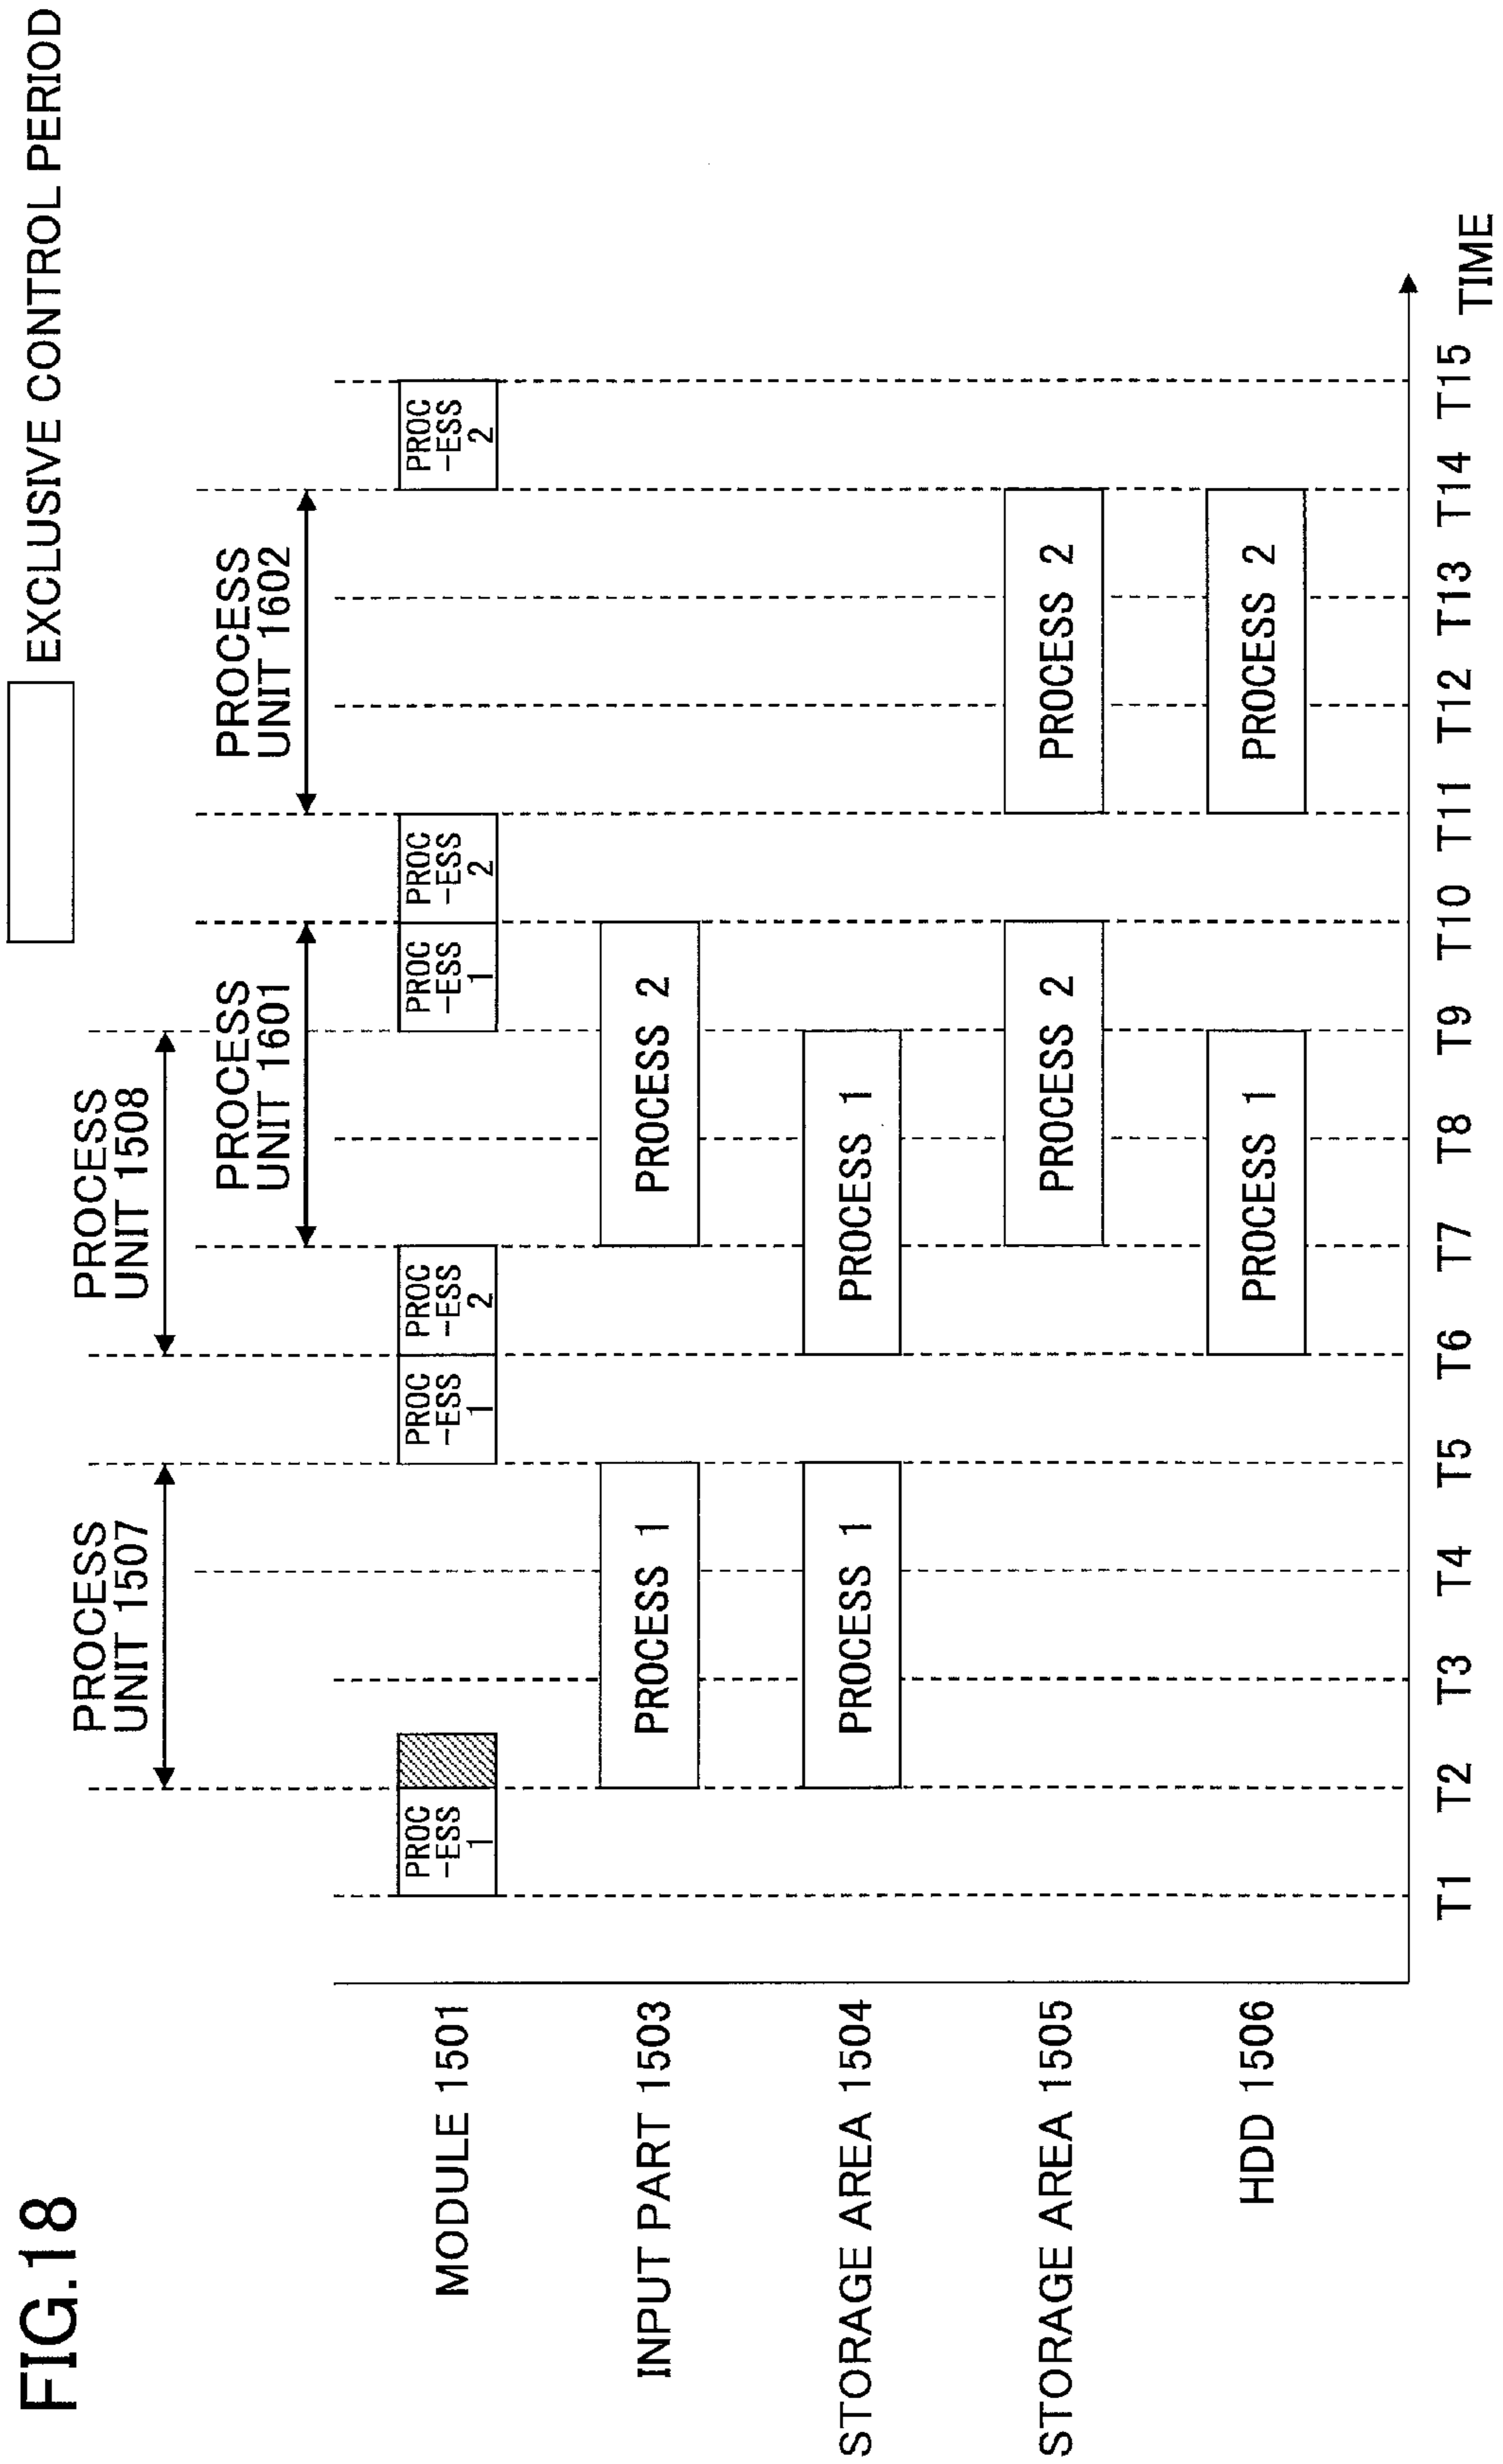 FIG.18
EXCLUSIVE CONTROL PERIOD
PROCESS
UNIT 1507
PROCESS
UNIT 1508
PROCESS
UNIT 1601
PROCESS
UNIT 1602
MODULE 1501
PROC
-ESS
1
PROC
-ESS
1
PROC
-ESS
2
PROC
-ESS
1
PROC
-ESS
2
PROC
-ESS
2
INPUT PART 1503
PROCESS 1
PROCESS 2
STORAGE AREA 1504
PROCESS 1
PROCESS 1
STORAGE AREA 1505
PROCESS 2
PROCESS 2
HDD 1506
PROCESS 1
PROCESS 2
T1 T2 T3 T4 T5 T6 T7 T8 T9 T10 T11 T12 T13 T14 T15
TIME